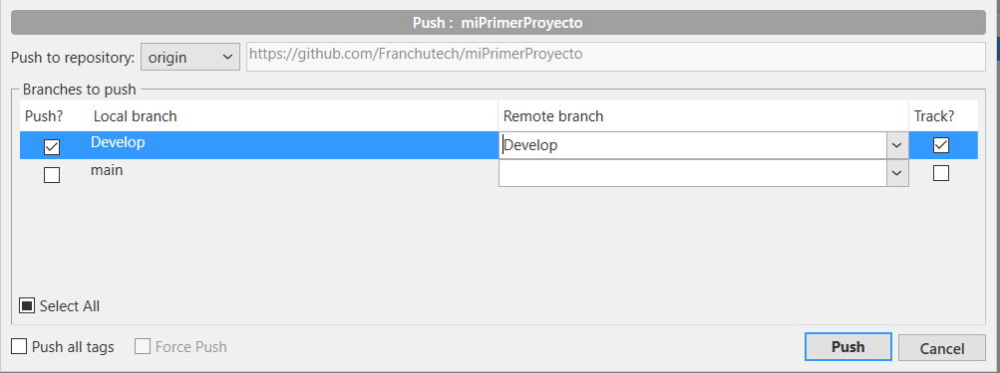 Push : miPrimerProyecto
Push to repository: origin https://github.com/Franchutech/miPrimerProyecto
Branches to push
Push? Local branch Remote branch Track?
Develop Develop
main
Select All
Push all tags Force Push Push Cancel